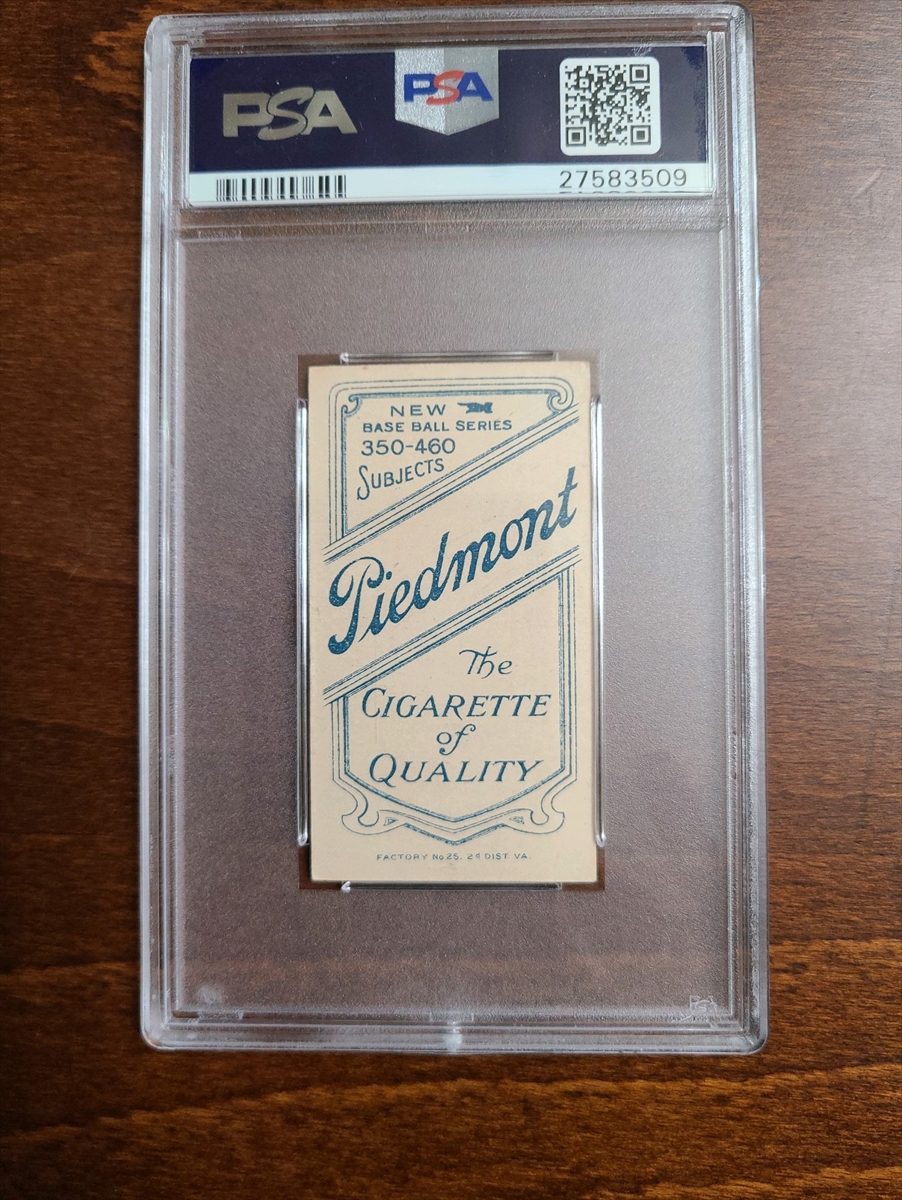 PSA
PSA
27583509
NEW
BASE BALL SERIES
350-460
SUBJECTS
Piedmont
The
CIGARETTE
of
QUALITY
FACTORY No 25. 2d DIST. VA.
PSA